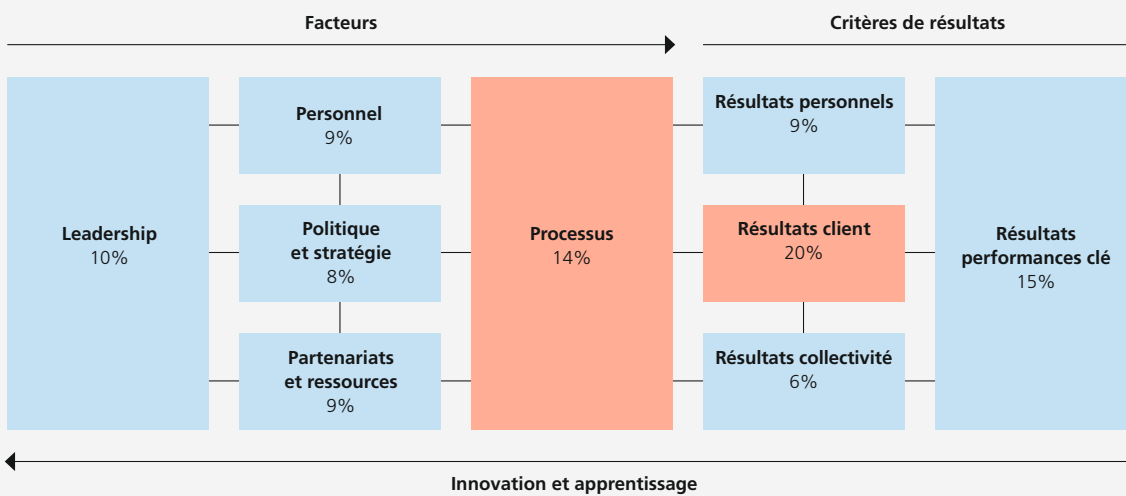 Facteurs
Critères de résultats
Leadership
10%
Personnel
9%
Politique
et stratégie
8%
Partenariats
et ressources
9%
Processus
14%
Résultats personnels
9%
Résultats client
20%
Résultats collectivité
6%
Résultats
performances clé
15%
Innovation et apprentissage